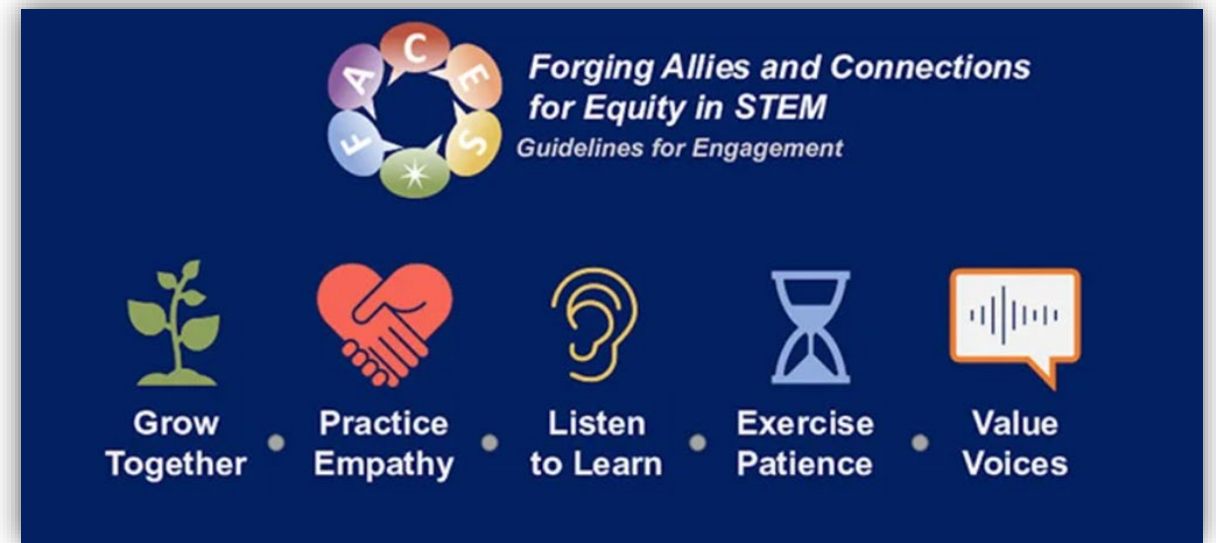 F A C E S
Forging Allies and Connections
for Equity in STEM
Guidelines for Engagement
Grow
Together
Practice
Empathy
Listen
to Learn
Exercise
Patience
Value
Voices